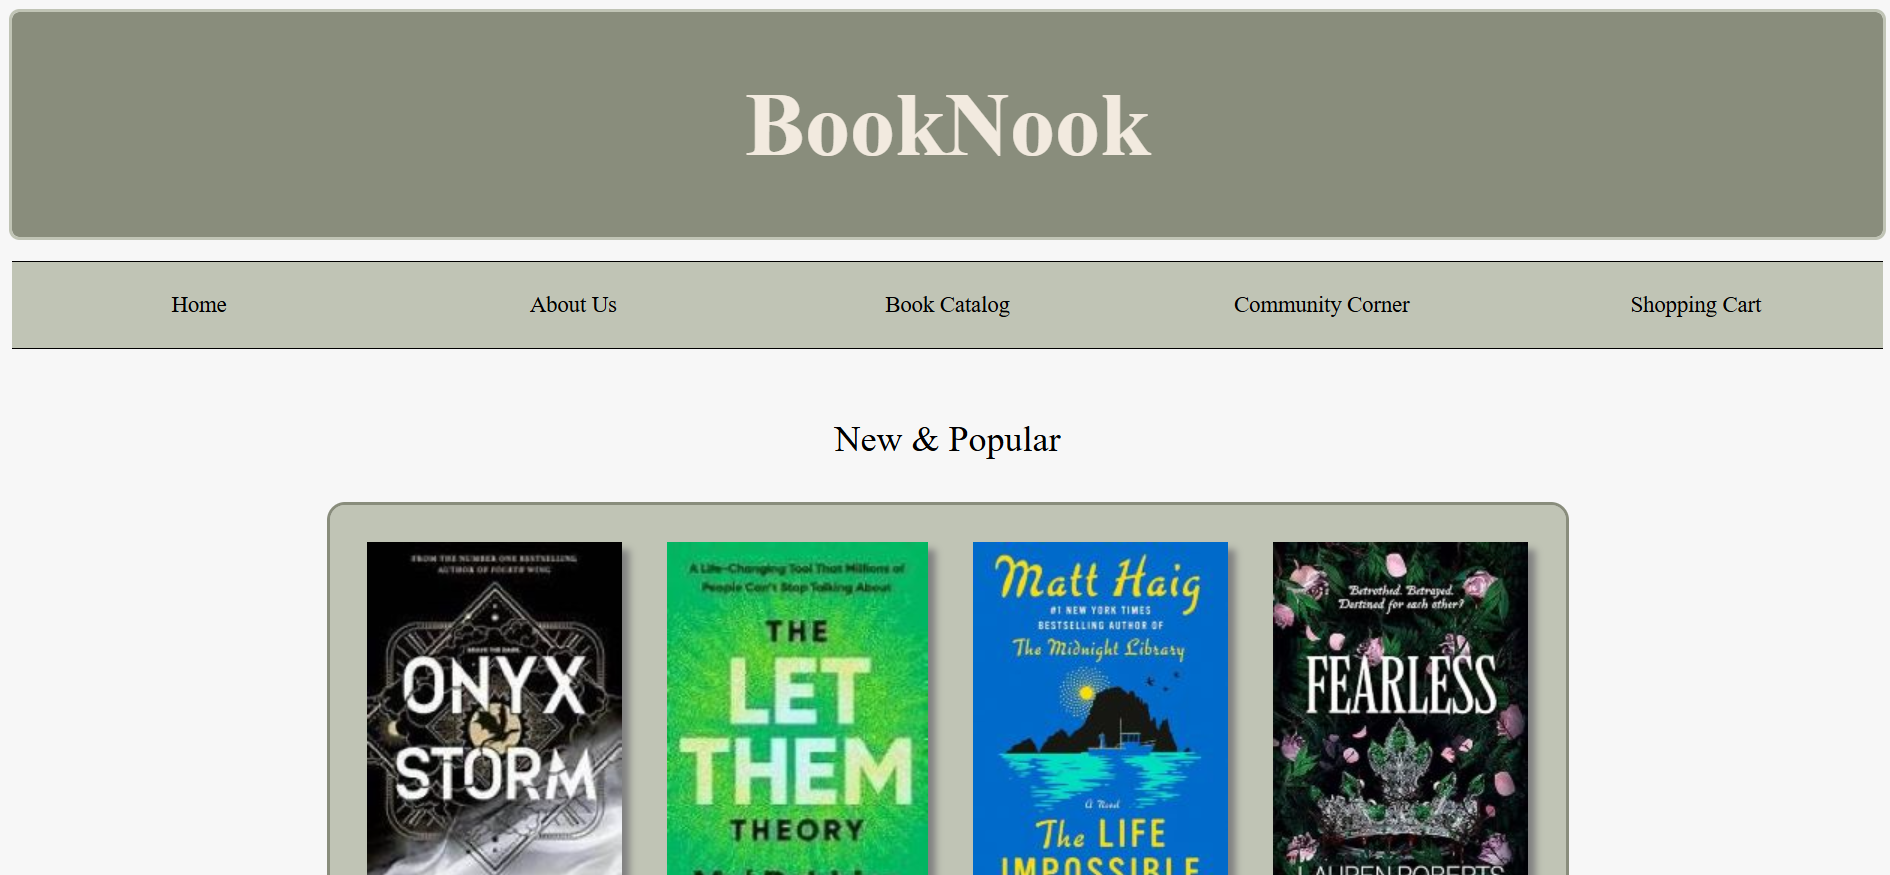 BookNook
Home
About Us
Book Catalog
Community Corner
Shopping Cart
New & Popular
FROM THE NUMBER ONE BESTSELLING
AUTHOR OF FOURTH WING
BRAVE THE DARK
ONYX
STORM
A Life-Changing Tool That Millions of
People Can't Stop Talking About
THE
LET
THEM
THEORY
Matt Haig
#1 NEW YORK TIMES
BESTSELLING AUTHOR OF
The Midnight Library
A Novel
The LIFE
IMPOSSIBLE
Betrothed. Betrayed.
Destined for each other?
FEARLESS
LAUREN ROBERTS